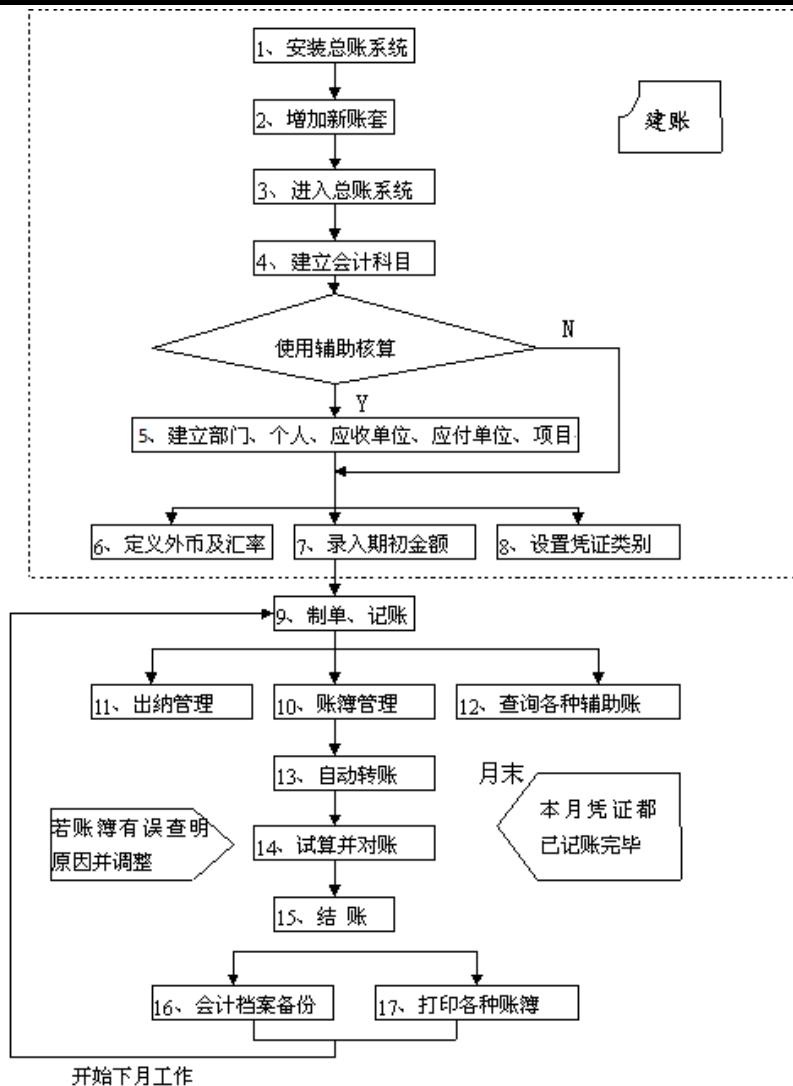 1、安装总账系统
2、增加新账套
建账
3、进入总账系统
4、建立会计科目
使用辅助核算
N
Y
5、建立部门、个人、应收单位、应付单位、项目
6、定义外币及汇率
7、录入期初金额
8、设置凭证类别
9、制单、记账
11、出纳管理
10、账簿管理
12、查询各种辅助账
13、自动转账
月末
本月凭证都
已记账完毕
若账簿有误查明
原因并调整
14、试算并对账
15、结 账
16、会计档案备份
17、打印各种账簿
开始下月工作